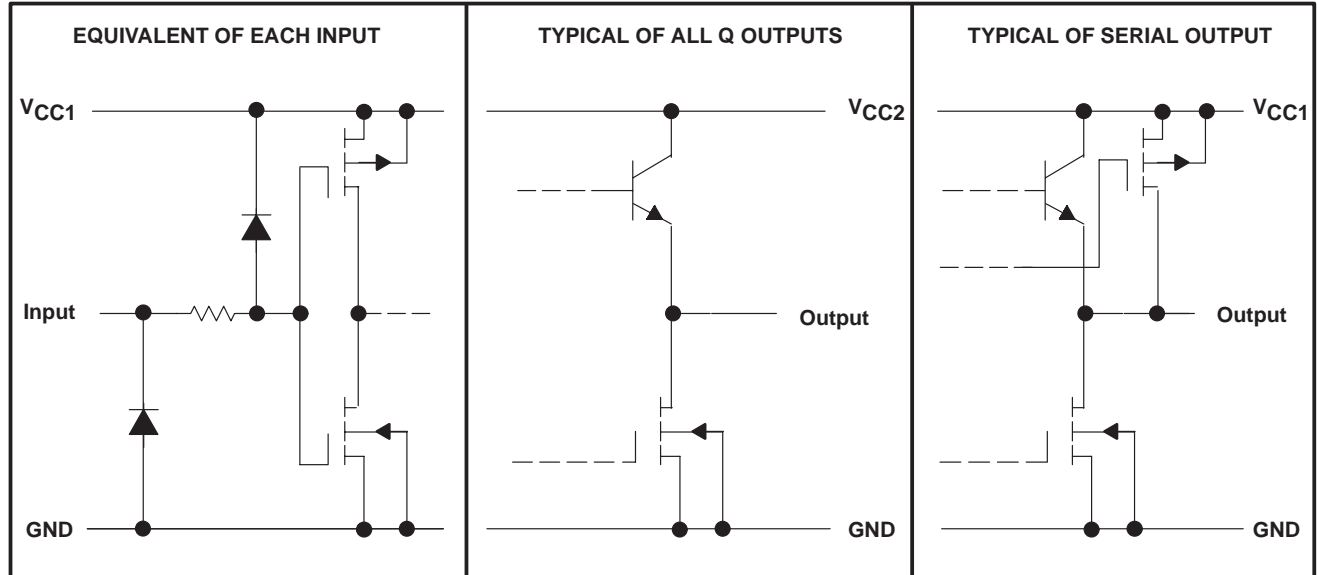 EQUIVALENT OF EACH INPUT
VCC1
Input
GND
TYPICAL OF ALL Q OUTPUTS
VCC2
Output
GND
TYPICAL OF SERIAL OUTPUT
VCC1
Output
GND